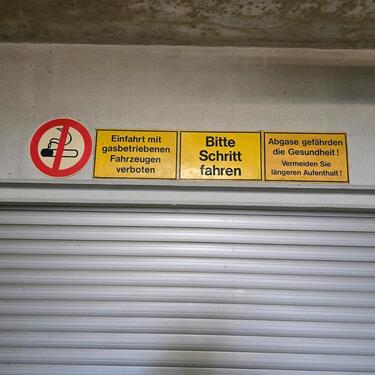 Einfahrt mit
gasbetriebenen
Fahrzeugen
verboten
Bitte
Schritt
fahren
Abgase gefährden
die Gesundheit !
Vermeiden Sie
längeren Aufenthalt !